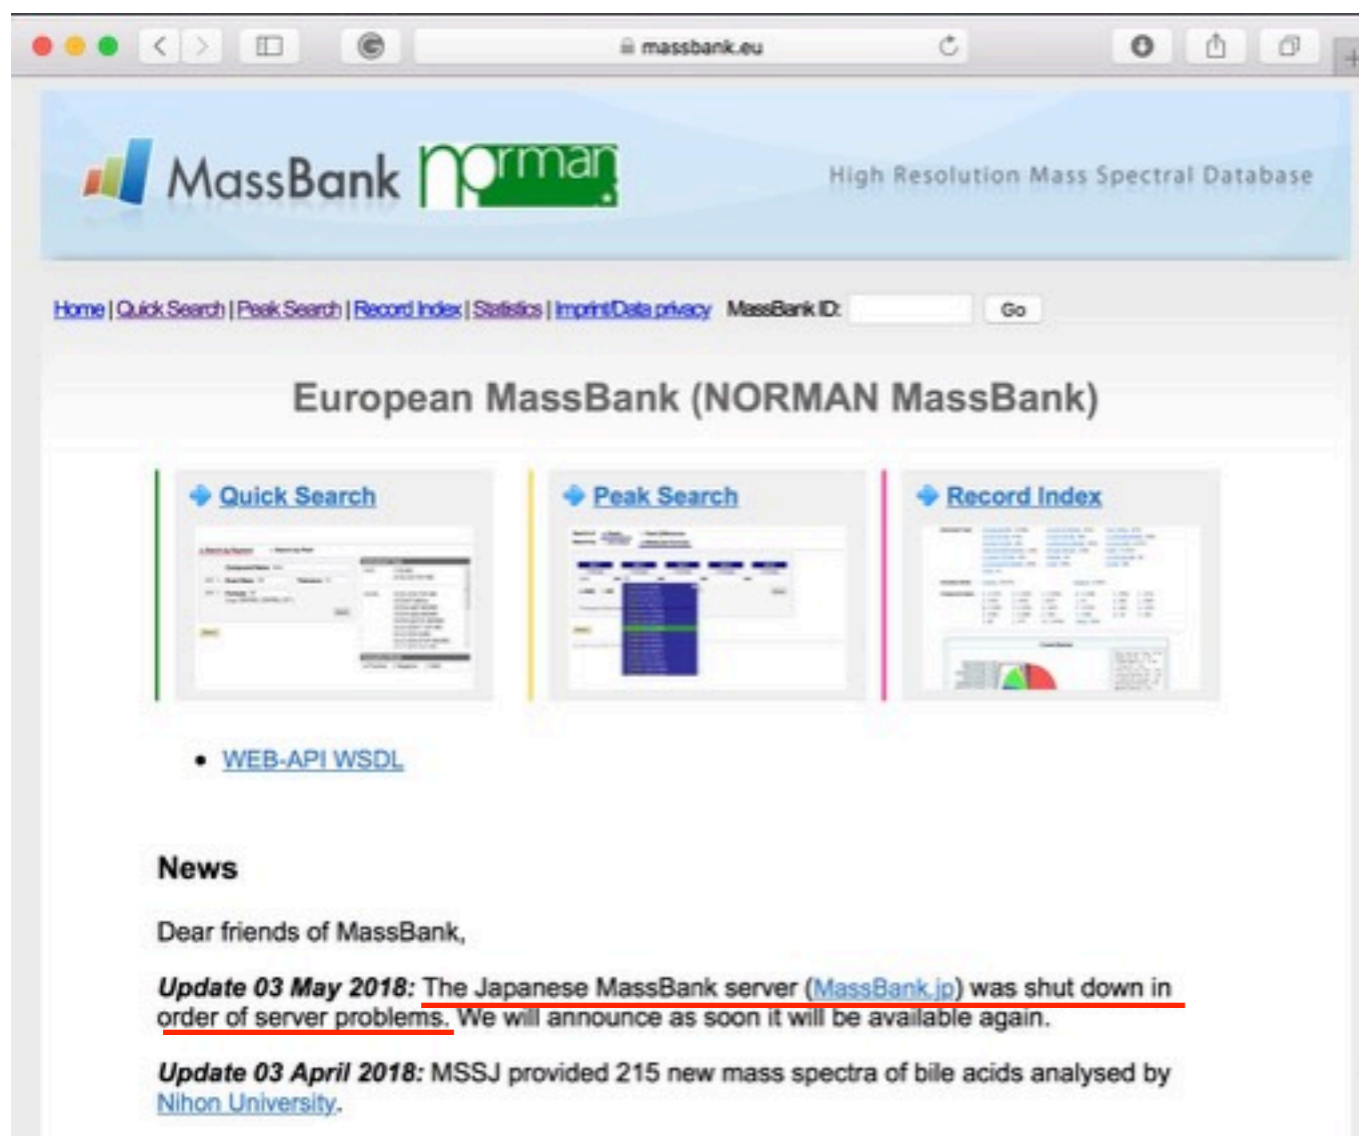 massbank.eu
MassBank norman
High Resolution Mass Spectral Database
Home | Quick Search | Peak Search | Record Index | Statistics | Imprint/Data privacy MassBank ID: Go
European MassBank (NORMAN MassBank)
Quick Search Peak Search Record Index
WEB-API WSDL
News
Dear friends of MassBank,
Update 03 May 2018: The Japanese MassBank server (MassBank.jp) was shut down in
order of server problems. We will announce as soon it will be available again.
Update 03 April 2018: MSSJ provided 215 new mass spectra of bile acids analysed by
Nihon University.